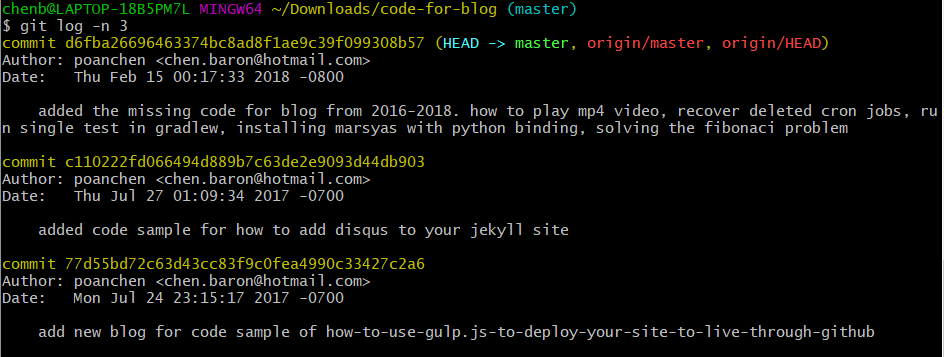 chenb@LAPTOP-18B5PM7L MINGW64 ~/Downloads/code-for-blog (master)
$ git log -n 3
commit d6fba26696463374bc8ad8f1ae9c39f099308b57 (HEAD -> master, origin/master, origin/HEAD)
Author: poanchen <chen.baron@hotmail.com>
Date:   Thu Feb 15 00:17:33 2018 -0800
    added the missing code for blog from 2016-2018. how to play mp4 video, recover deleted cron jobs, ru
n single test in gradlew, installing marsyas with python binding, solving the fibonaci problem
commit c110222fd066494d889b7c63de2e9093d44db903
Author: poanchen <chen.baron@hotmail.com>
Date:   Thu Jul 27 01:09:34 2017 -0700
    added code sample for how to add disqus to your jekyll site
commit 77d55bd72c63d43cc83f9c0fea4990c33427c2a6
Author: poanchen <chen.baron@hotmail.com>
Date:   Mon Jul 24 23:15:17 2017 -0700
    add new blog for code sample of how-to-use-gulp.js-to-deploy-your-site-to-live-through-github